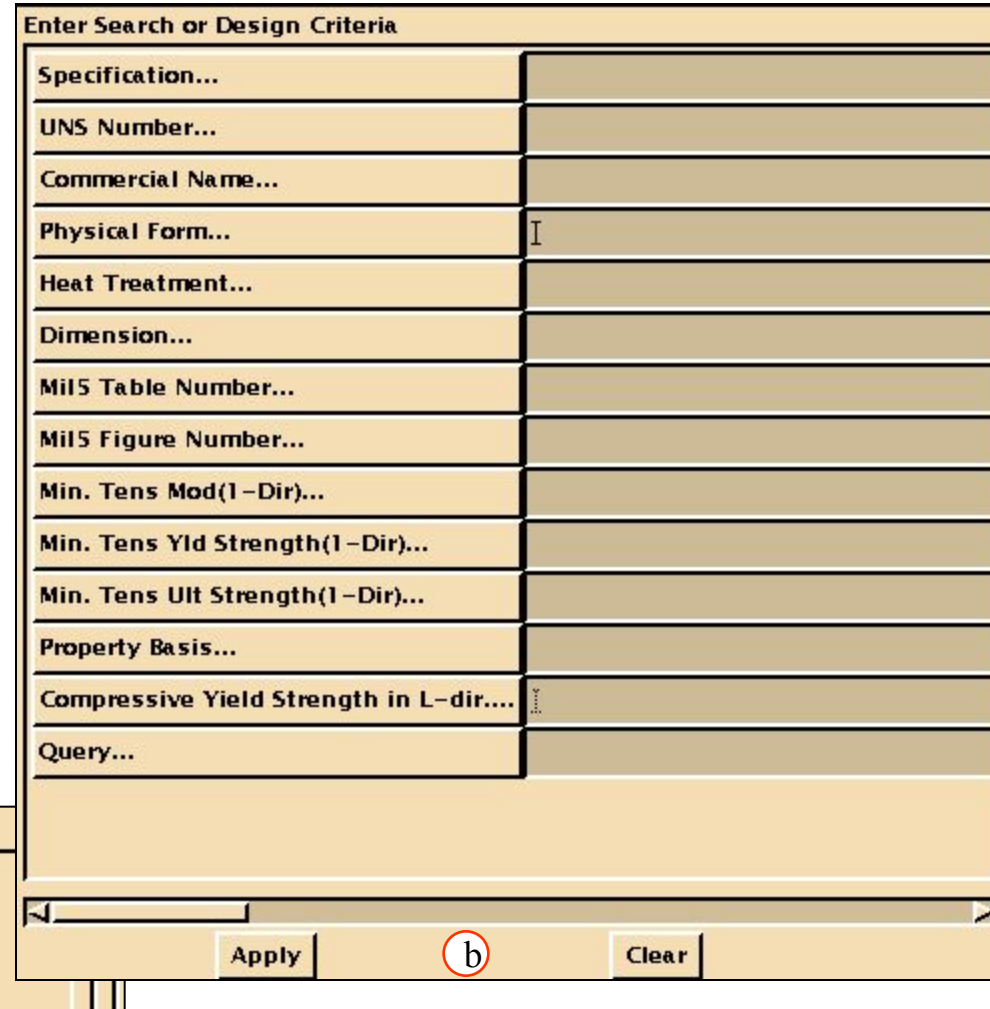 Enter Search or Design Criteria
Specification...
UNS Number...
Commercial Name...
Physical Form...
Heat Treatment...
Dimension...
Mil5 Table Number...
Mil5 Figure Number...
Min. Tens Mod(1-Dir)...
Min. Tens Yld Strength(1-Dir)...
Min. Tens Ult Strength(1-Dir)...
Property Basis...
Compressive Yield Strength in L-dir....
Query...
Apply b Clear